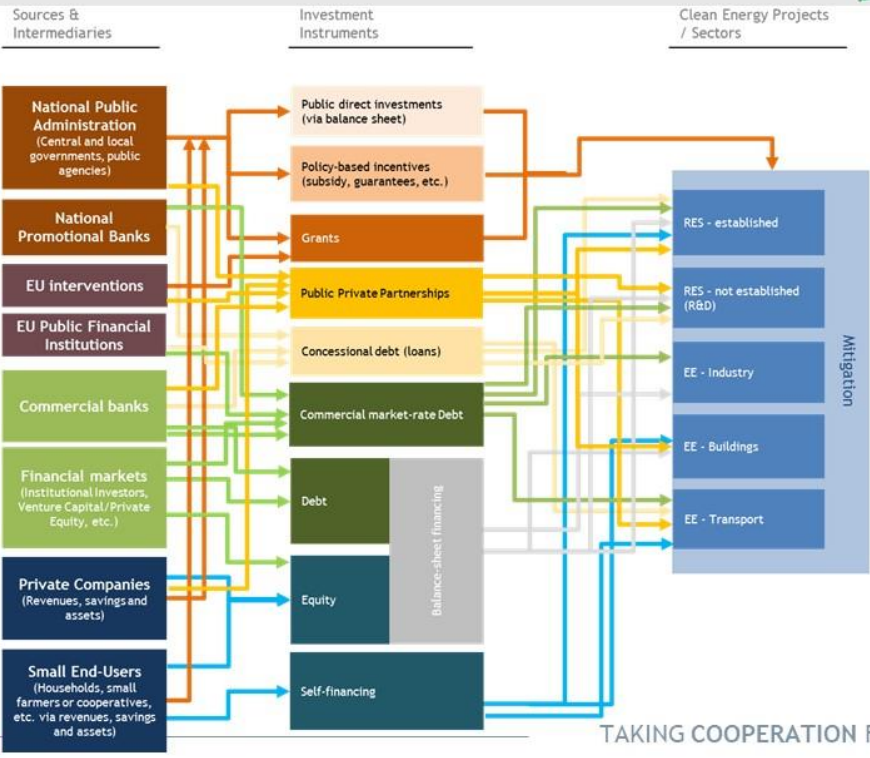 Sources &
Intermediaries
Investment
Instruments
Clean Energy Projects
/ Sectors
National Public
Administration
(Central and local
governments, public
agencies)
National
Promotional Banks
EU interventions
EU Public Financial
Institutions
Commercial banks
Financial markets
(Institutional Investors,
Venture Capital/Private
Equity, etc.)
Private Companies
(Revenues, savings and
assets)
Small End-Users
(Households, small
farmers or cooperatives,
etc. via revenues, savings
and assets)
Public direct investments
(via balance sheet)
Policy-based incentives
(subsidy, guarantees, etc.)
Grants
Public Private Partnerships
Concessional debt (loans)
Commercial market-rate Debt
Debt
Equity
Balance-sheet financing
Self-financing
RES - established
RES - not established
(R&D)
EE - Industry
EE - Buildings
EE - Transport
Mitigation
TAKING COOPERATION F